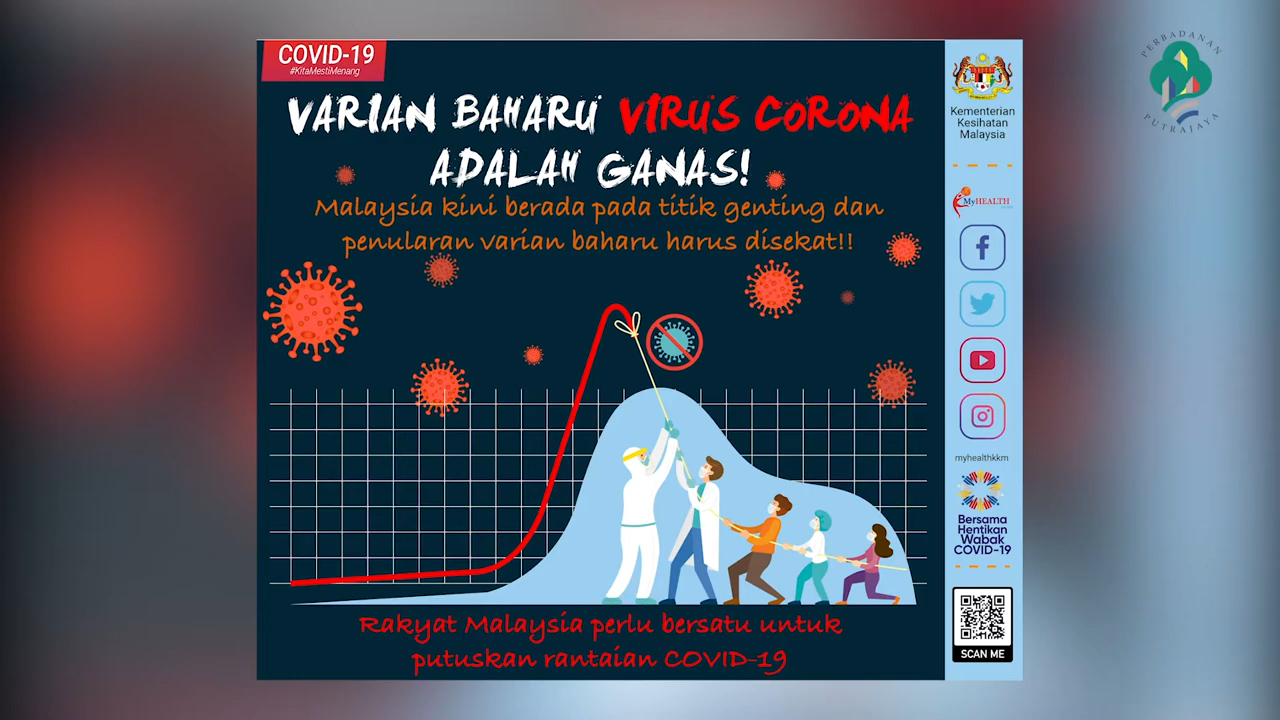 COVID-19
#KitaMestiMenang
VARIAN BAHARU VIRUS CORONA
ADALAH GANAS!
Malaysia kini berada pada titik genting dan
penularan varian baharu harus disekat!!
Rakyat Malaysia perlu bersatu untuk
putuskan rantaian COVID-19
Kementerian
Kesihatan
Malaysia
MyHEALTH
myhealthkkm
Bersama
Hentikan
Wabak
COVID-19
SCAN ME
PERBADANAN
PUTRAJAYA